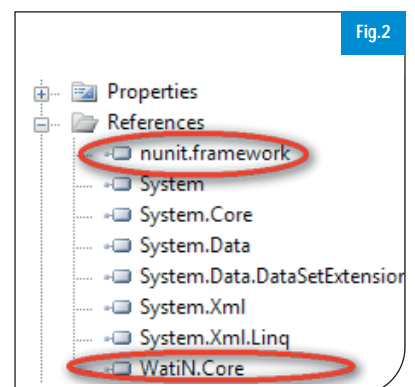 Fig.2
Properties
References
nunit.framework
System
System.Core
System.Data
System.Data.DataSetExtension
System.Xml
System.Xml.Linq
WatiN.Core